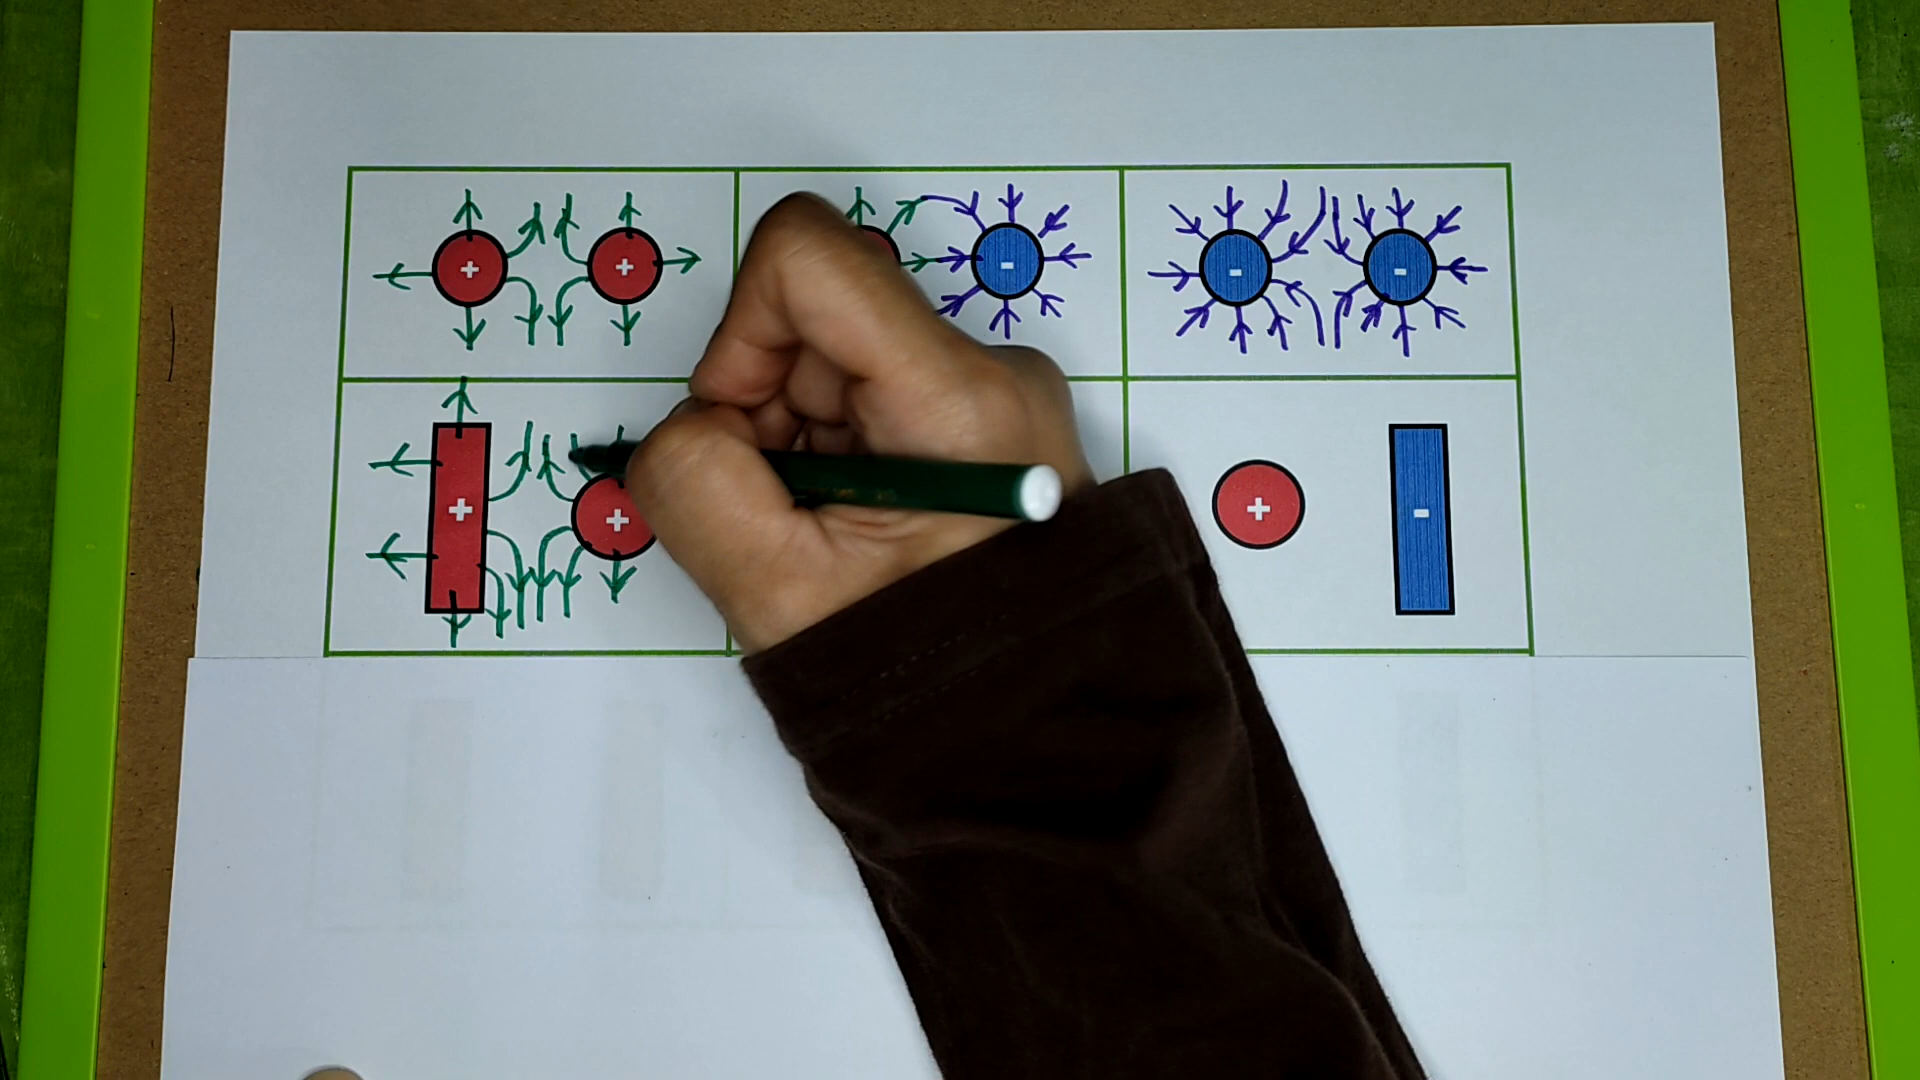 + + - - -
+ + + -